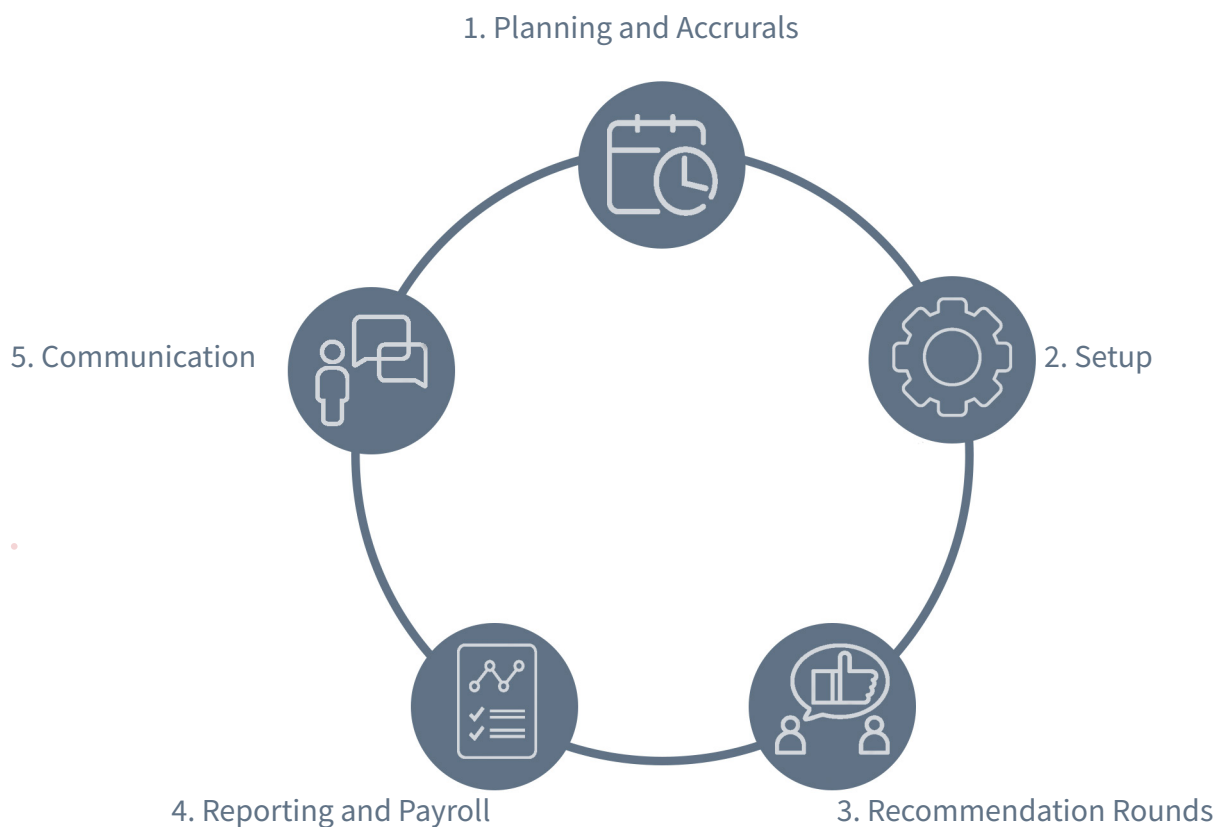 1. Planning and Accrurals
2. Setup
3. Recommendation Rounds
4. Reporting and Payroll
5. Communication